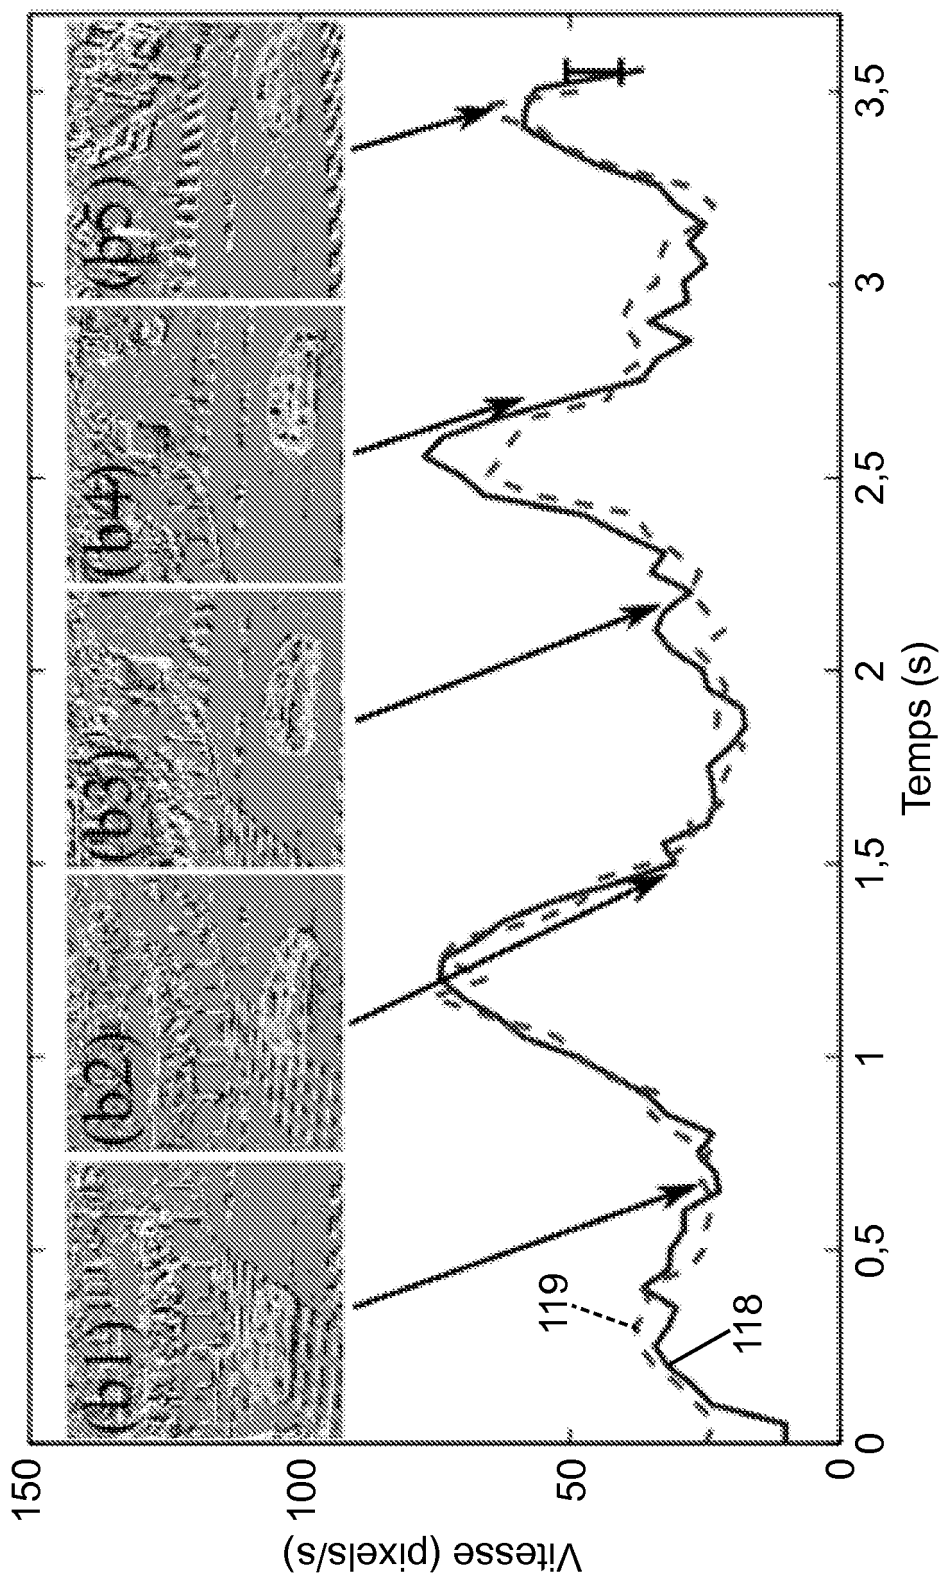 Vitesse (pixels/s)
150
100
50
0
(b1)
(b2)
(b3)
(b4)
(b5)
119
118
0
0,5
1
1,5
2
2,5
3
3,5
Temps (s)